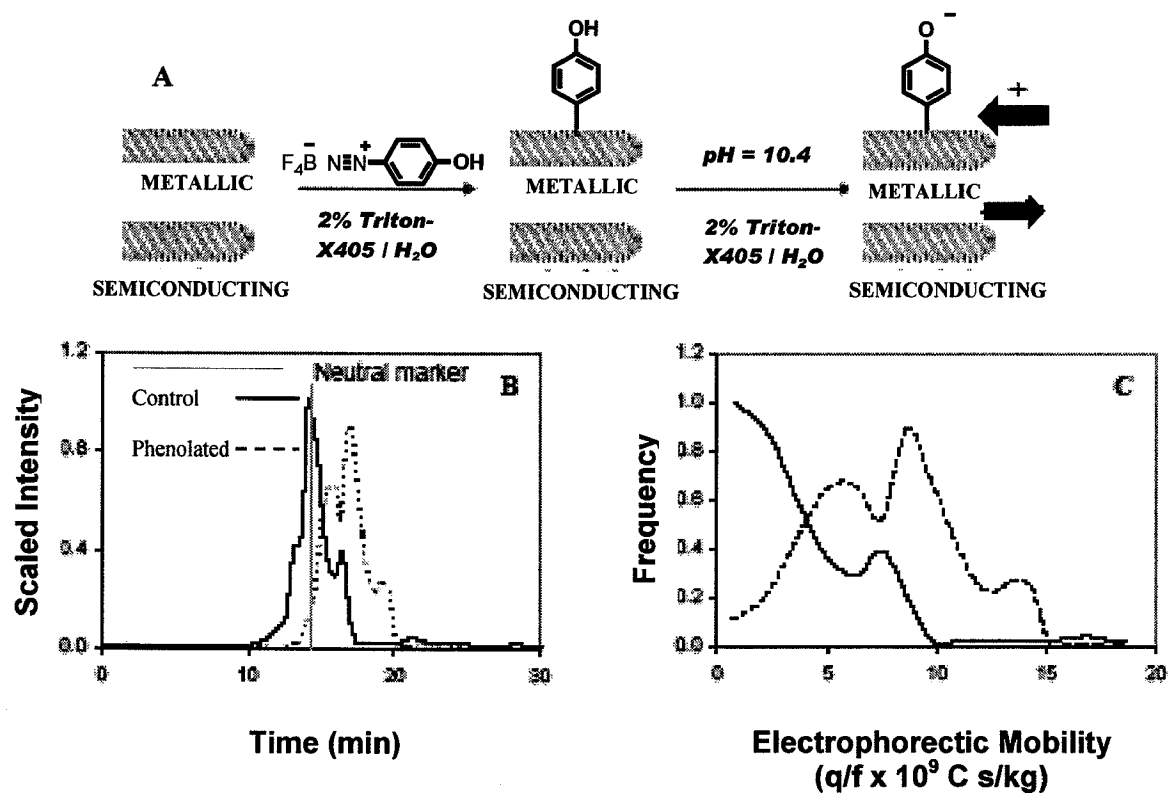 A
OH
O⁻
F₄B⁻ N≡N⁺ OH
+
METALLIC
SEMICONDUCTING
2% Triton-
X405 / H₂O
METALLIC
SEMICONDUCTING
pH = 10.4
2% Triton-
X405 / H₂O
METALLIC
SEMICONDUCTING
B
Neutral marker
Control
Phenolated
Scaled Intensity
1.2
0.8
0.4
0.0
0
10
20
30
Time (min)
C
Frequency
1.2
1.0
0.8
0.6
0.4
0.2
0.0
0
5
10
15
20
Electrophorectic Mobility
(q/f x 10⁹ C s/kg)